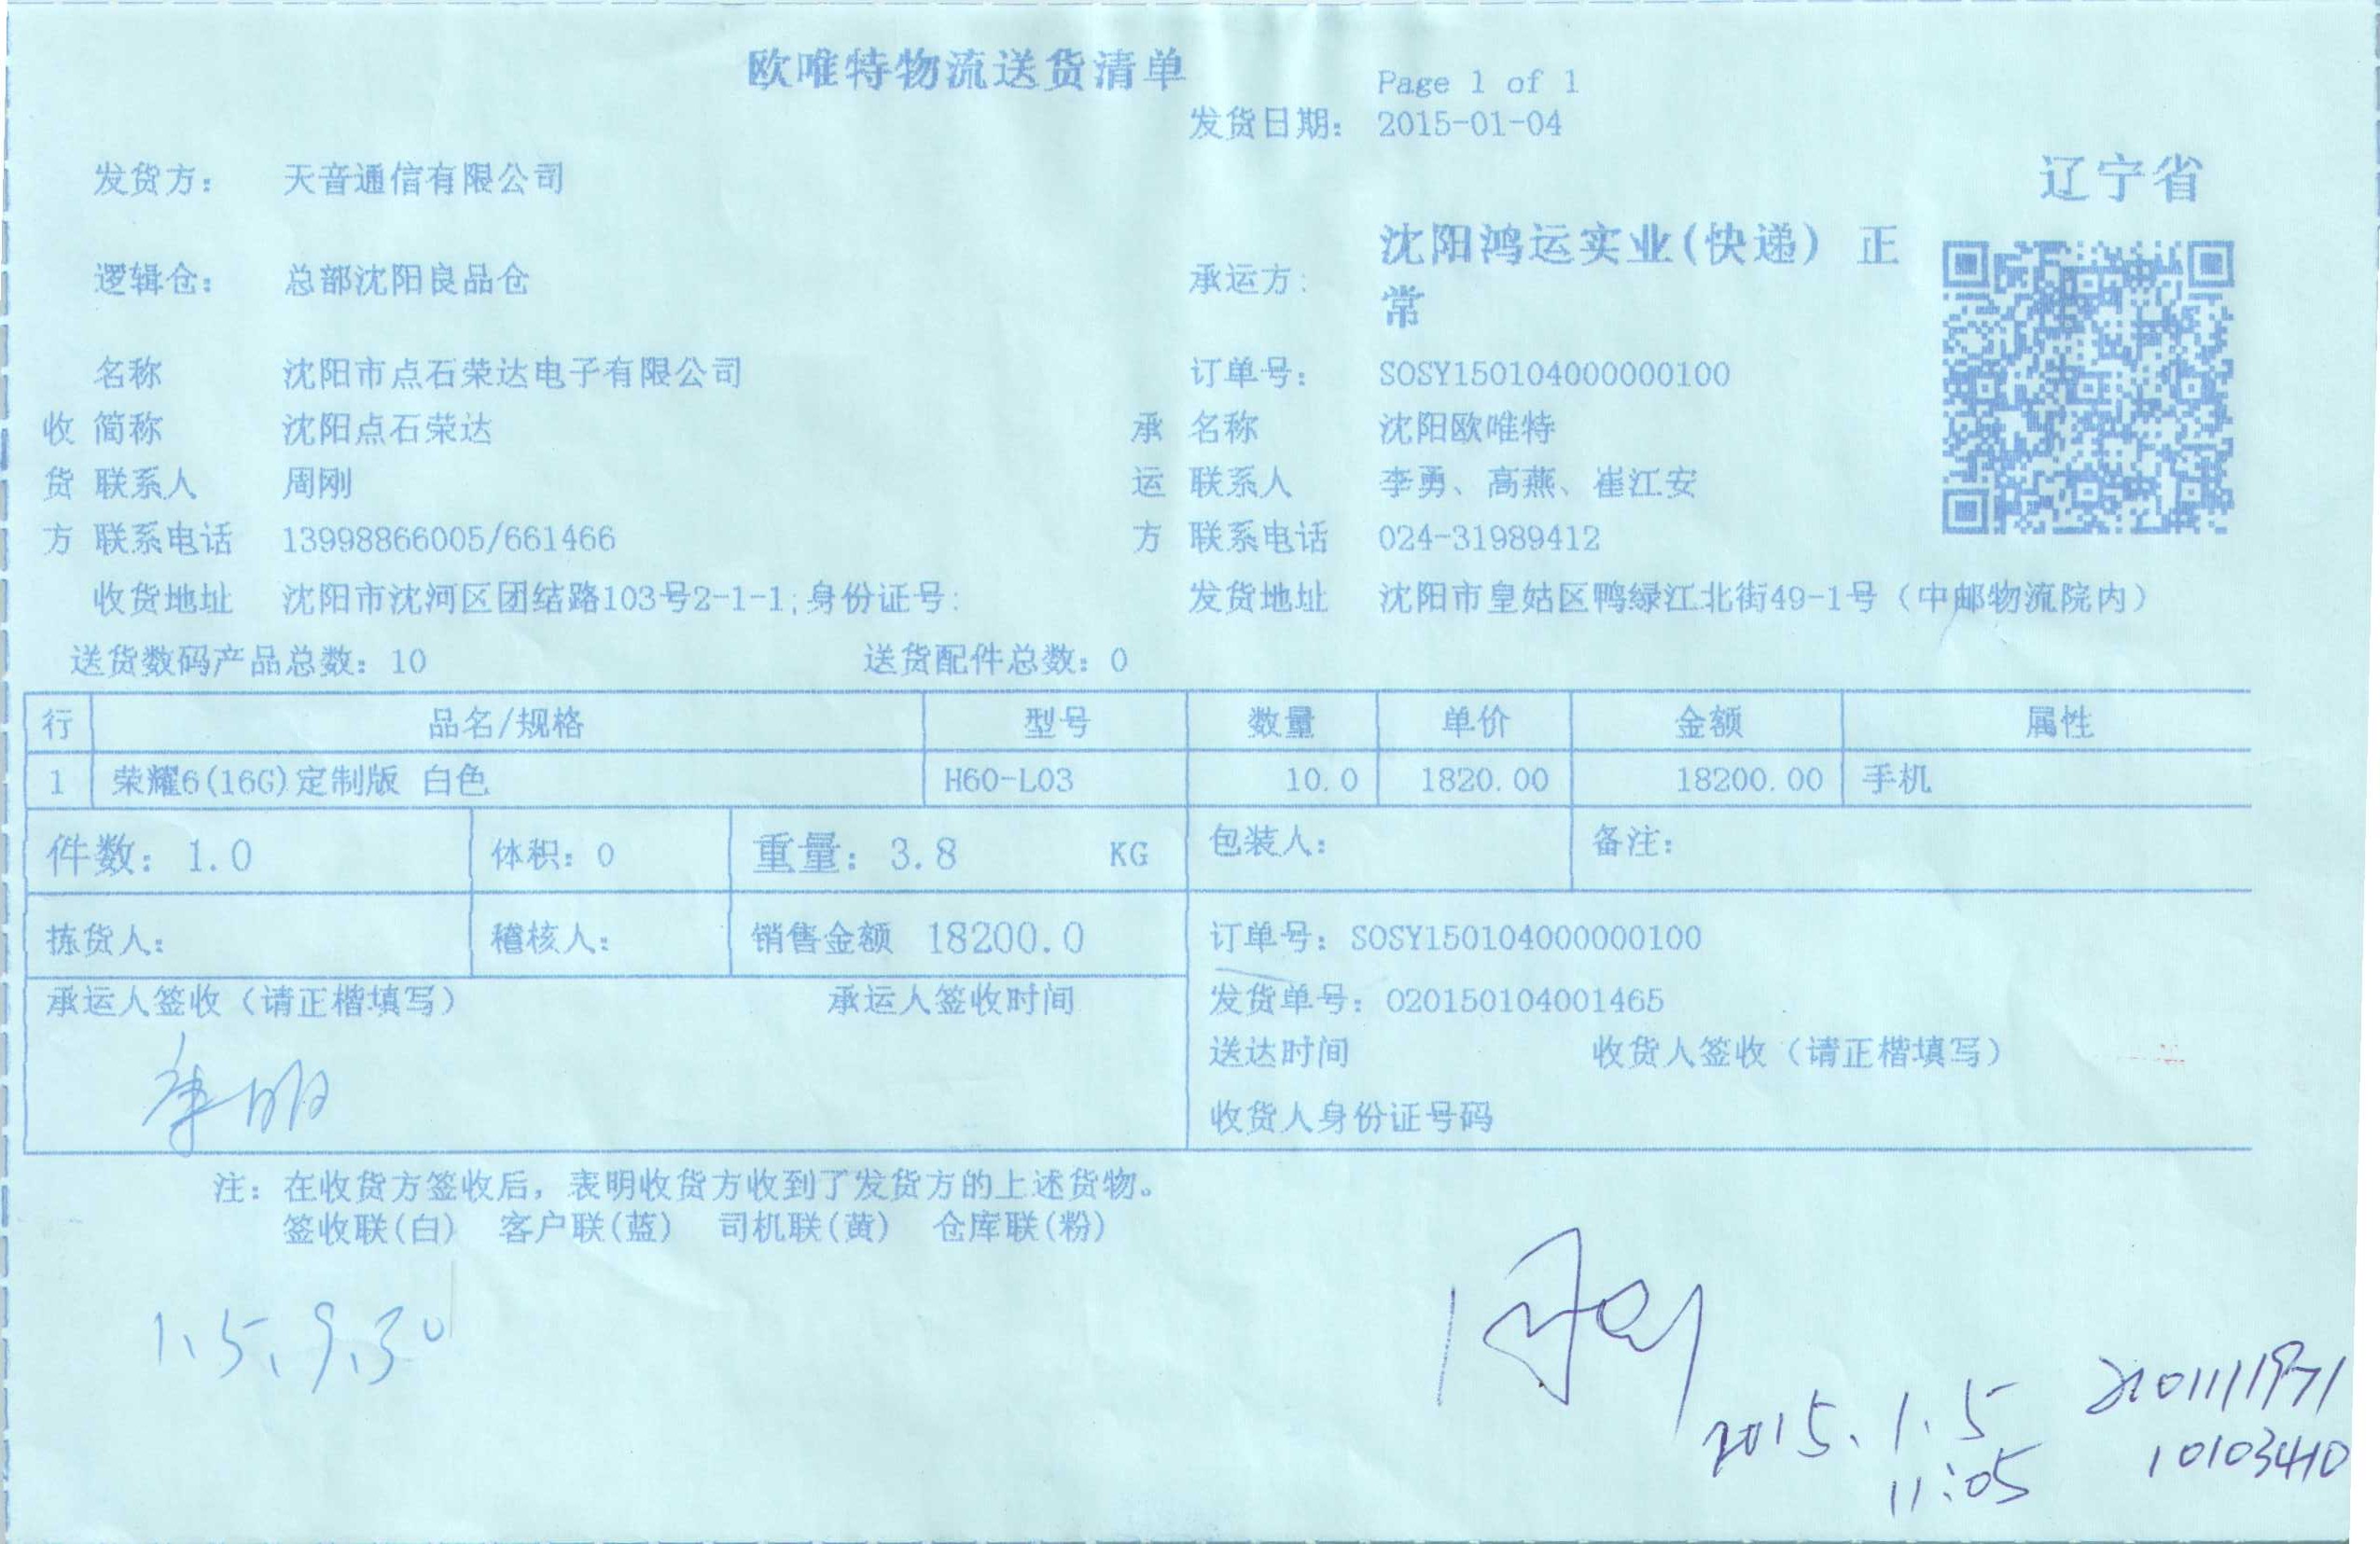 欧唯特物流送货清单
Page 1 of 1
发货日期： 2015-01-04
发货方： 天音通信有限公司
辽宁省
逻辑仓： 总部沈阳良品仓
承运方： 沈阳鸿运实业(快递) 正
常
名称 沈阳市点石荣达电子有限公司 订单号： SOSY150104000000100
收 简称 沈阳点石荣达 承 名称 沈阳欧唯特
货 联系人 周刚 运 联系人 李勇、高燕、崔江安
方 联系电话 13998866005/661466 方 联系电话 024-31989412
收货地址 沈阳市沈河区团结路103号2-1-1;身份证号: 发货地址 沈阳市皇姑区鸭绿江北街49-1号（中邮物流院内）
送货数码产品总数：10 送货配件总数：0
行 品名/规格 型号 数量 单价 金额 属性
1 荣耀6(16G)定制版 白色 H60-L03 10.0 1820.00 18200.00 手机
件数：1.0 体积：0 重量：3.8 KG 包装人： 备注：
拣货人： 稽核人： 销售金额 18200.0 订单号：SOSY150104000000100
承运人签收（请正楷填写） 承运人签收时间 发货单号：020150104001465
送达时间 收货人签收（请正楷填写）
收货人身份证号码
注：在收货方签收后，表明收货方收到了发货方的上述货物。
签收联(白) 客户联(蓝) 司机联(黄) 仓库联(粉)
1.5.9.30
周刚
2015.1.5
11:05
2101111971
10103410